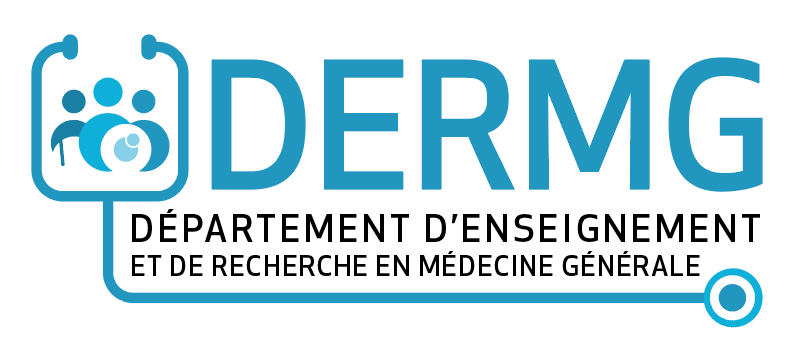 DERMG
DÉPARTEMENT D'ENSEIGNEMENT
ET DE RECHERCHE EN MÉDECINE GÉNÉRALE